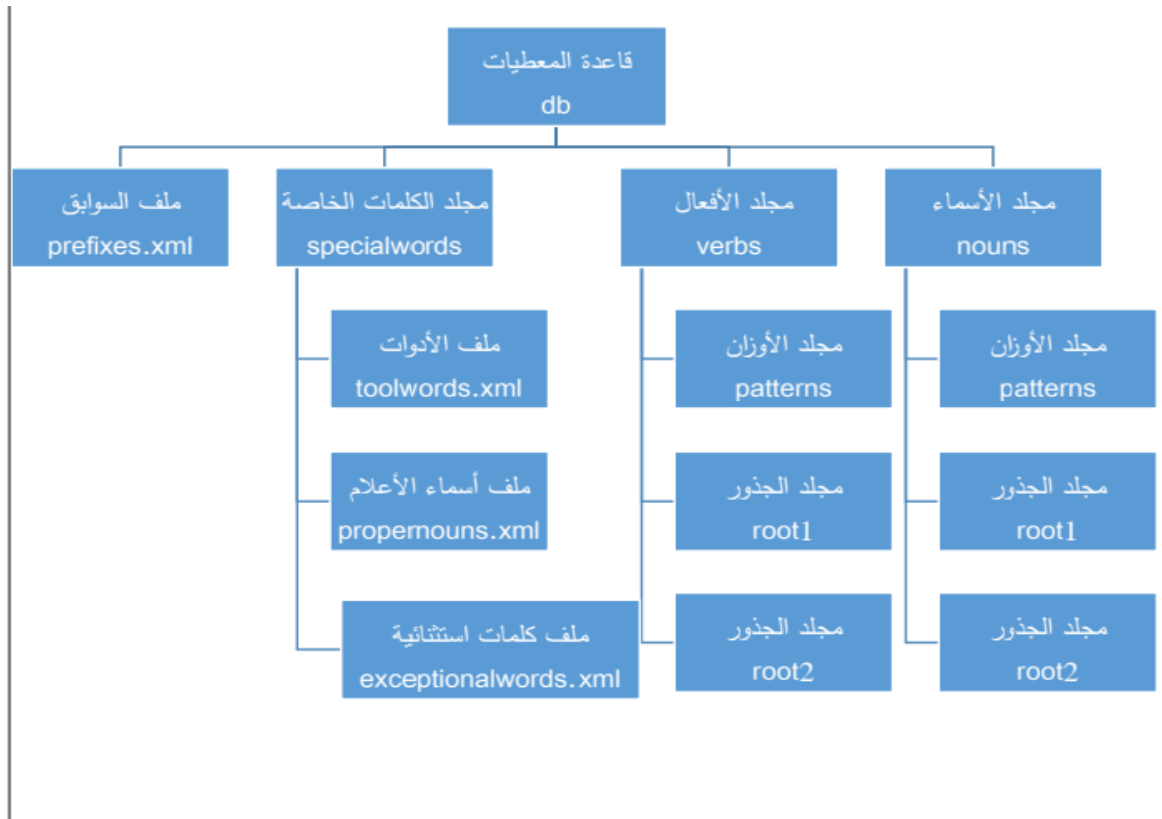 قاعدة المعطيات
db
مجلد الأسماء
nouns
مجلد الأفعال
verbs
مجلد الكلمات الخاصة
specialwords
ملف السوابق
prefixes.xml
مجلد الأوزان
patterns
مجلد الأوزان
patterns
ملف الأدوات
toolwords.xml
مجلد الجذور
root1
مجلد الجذور
root1
ملف أسماء الأعلام
propernouns.xml
مجلد الجذور
root2
مجلد الجذور
root2
ملف كلمات استثنائية
exceptionalwords.xml